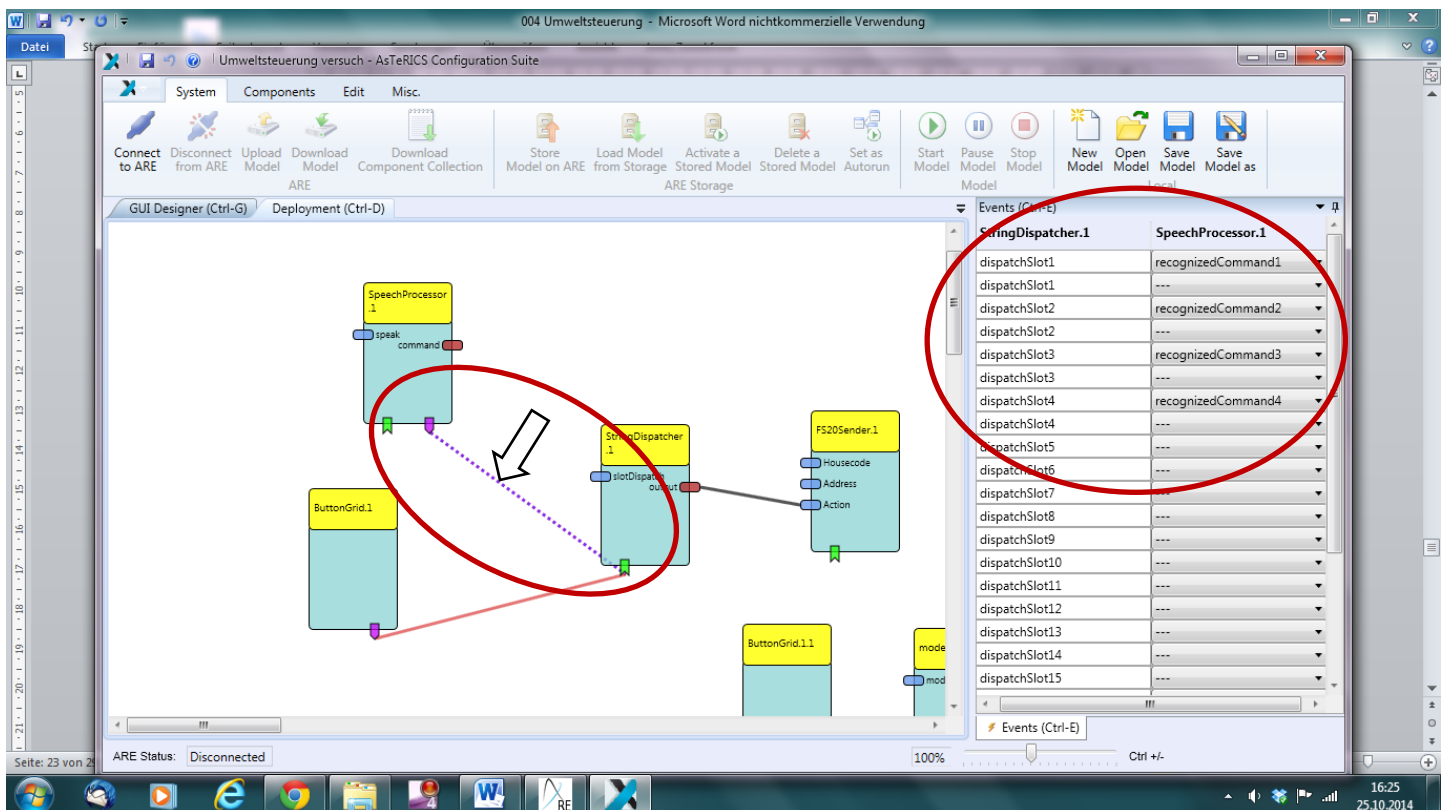 004 Umweltsteuerung - Microsoft Word nichtkommerzielle Verwendung
Datei
Umweltsteuerung versuch - AsTeRICS Configuration Suite
System Components Edit Misc.
Connect to ARE
Disconnect from ARE
Upload Model
Download Model
Download Component Collection
ARE
Store Model on ARE
Load Model from Storage
Activate a Stored Model
Delete a Stored Model
Set as Autorun
ARE Storage
Start Model
Pause Model
Stop Model
Model
New Model
Open Model
Save Model
Save Model as
Local
GUI Designer (Ctrl-G) Deployment (Ctrl-D)
SpeechProcessor
.1
speak
command
StringDispatcher
.1
slotDispatch
output
FS20Sender.1
Housecode
Address
Action
ButtonGrid.1
ButtonGrid.1.1
mode
mod
Events (Ctrl-E)
StringDispatcher.1 SpeechProcessor.1
dispatchSlot1 recognizedCommand1
dispatchSlot1 ---
dispatchSlot2 recognizedCommand2
dispatchSlot2 ---
dispatchSlot3 recognizedCommand3
dispatchSlot3 ---
dispatchSlot4 recognizedCommand4
dispatchSlot4 ---
dispatchSlot5 ---
dispatchSlot6 ---
dispatchSlot7 ---
dispatchSlot8 ---
dispatchSlot9 ---
dispatchSlot10 ---
dispatchSlot11 ---
dispatchSlot12 ---
dispatchSlot13 ---
dispatchSlot14 ---
dispatchSlot15 ---
Events (Ctrl-E)
ARE Status: Disconnected
100%
Ctrl +/-
Seite: 23 von 29
RE
16:25
25.10.2014